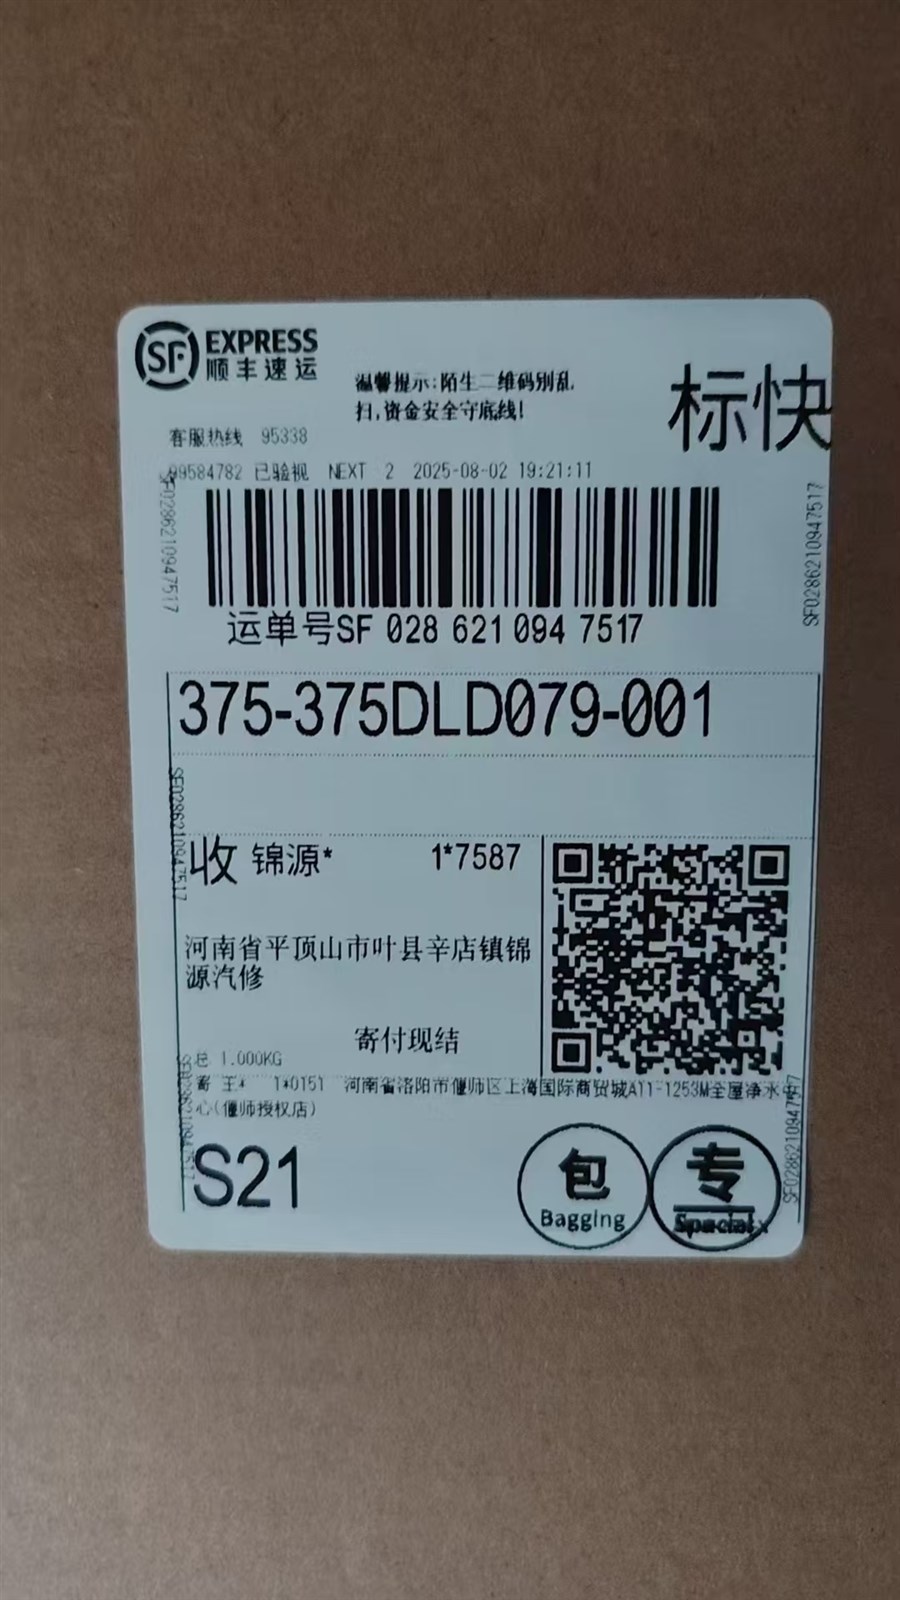 SF EXPRESS
顺丰速运
温馨提示:陌生二维码别乱
扫,资金安全守底线!
标快
客服热线 95338
99584782 已验视 NEXT 2 2025-08-02 19:21:11
SF0286210947517
SF0286210947517
运单号SF 028 621 094 7517
375-375DLD079-001
SF0286210947517
收 锦源* 1*7587
河南省平顶山市叶县辛店镇锦
源汽修
寄付现结
总 1.000KG
寄 王* 1*0151 河南省洛阳市偃师区上海国际商贸城A11-1253M全屋净水中
心(偃师授权店)
SF0286210947517
SF0286210947517
S21
包
Bagging
专
Special